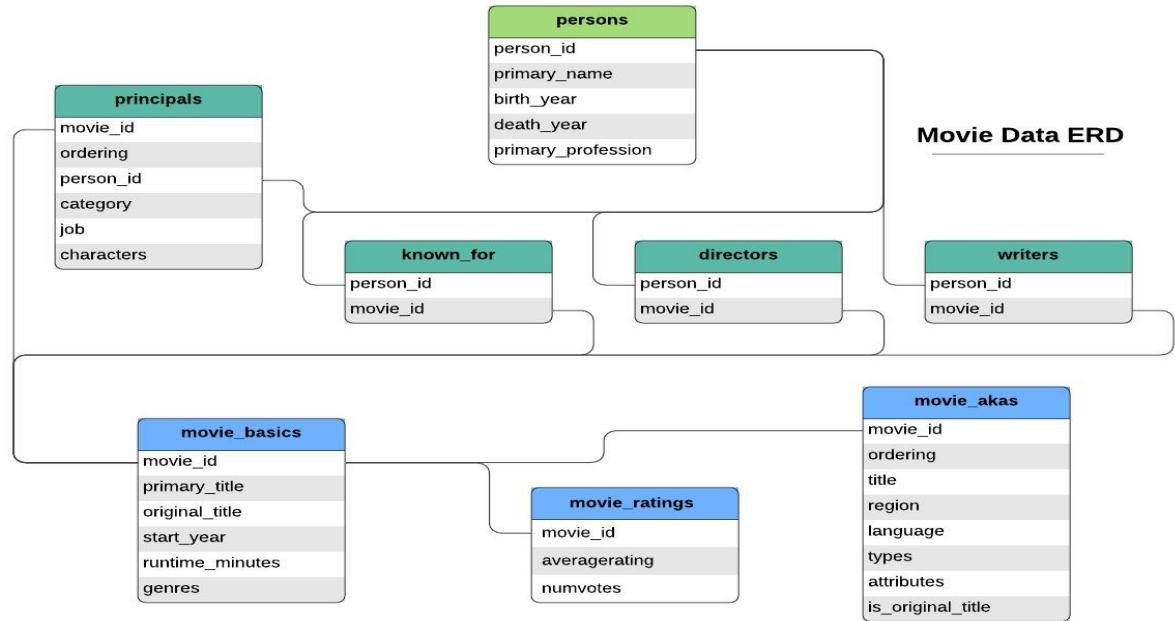 persons
person_id
primary_name
birth_year
death_year
primary_profession
principals
movie_id
ordering
person_id
category
job
characters
Movie Data ERD
known_for
person_id
movie_id
directors
person_id
movie_id
writers
person_id
movie_id
movie_basics
movie_id
primary_title
original_title
start_year
runtime_minutes
genres
movie_ratings
movie_id
averagerating
numvotes
movie_akas
movie_id
ordering
title
region
language
types
attributes
is_original_title